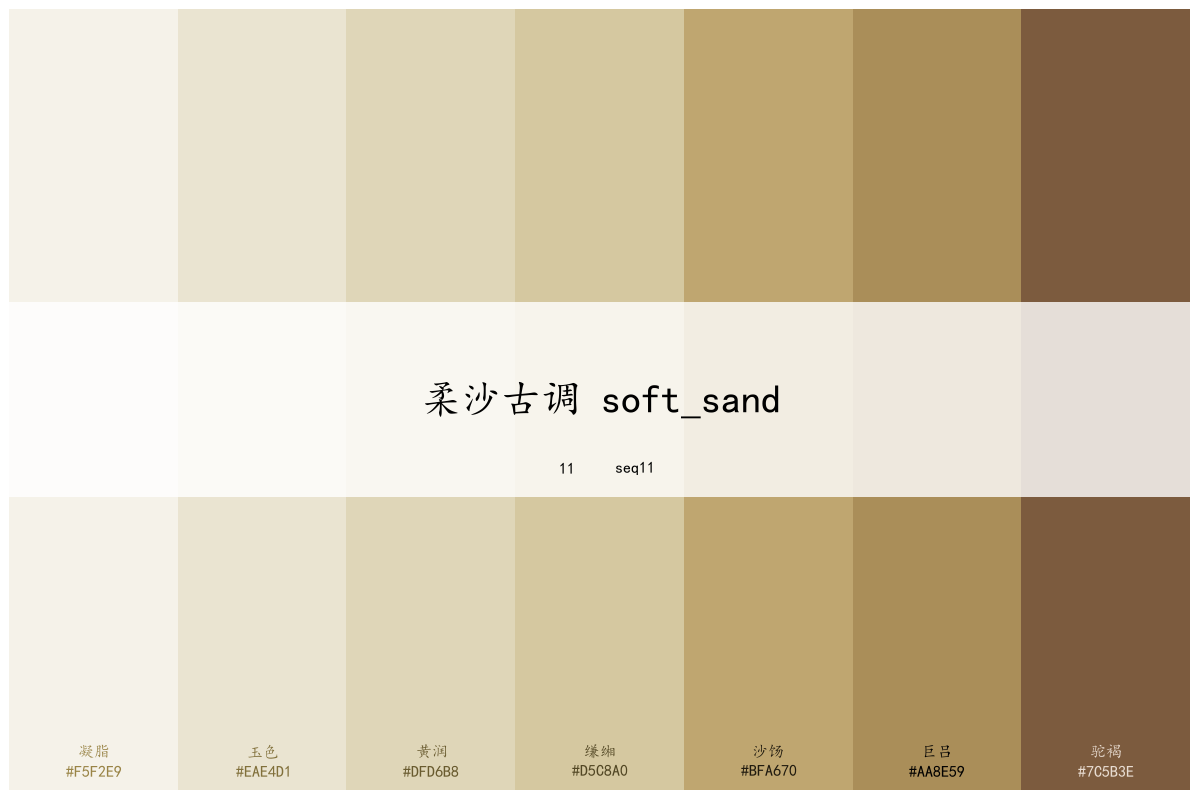 柔沙古调 soft_sand
11 seq11
凝脂 玉色 黄润 缣缃 沙饧 巨吕 驼褐
#F5F2E9 #EAE4D1 #DFD6B8 #D5C8A0 #BFA670 #AA8E59 #7C5B3E